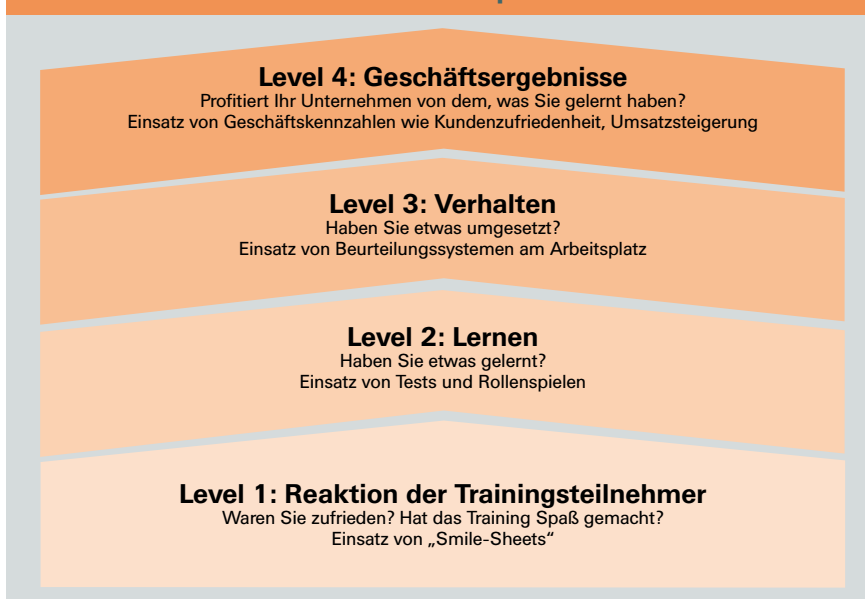 Level 4: Geschäftsergebnisse
Profitiert Ihr Unternehmen von dem, was Sie gelernt haben?
Einsatz von Geschäftskennzahlen wie Kundenzufriedenheit, Umsatzsteigerung
Level 3: Verhalten
Haben Sie etwas umgesetzt?
Einsatz von Beurteilungssystemen am Arbeitsplatz
Level 2: Lernen
Haben Sie etwas gelernt?
Einsatz von Tests und Rollenspielen
Level 1: Reaktion der Trainingsteilnehmer
Waren Sie zufrieden? Hat das Training Spaß gemacht?
Einsatz von „Smile-Sheets“